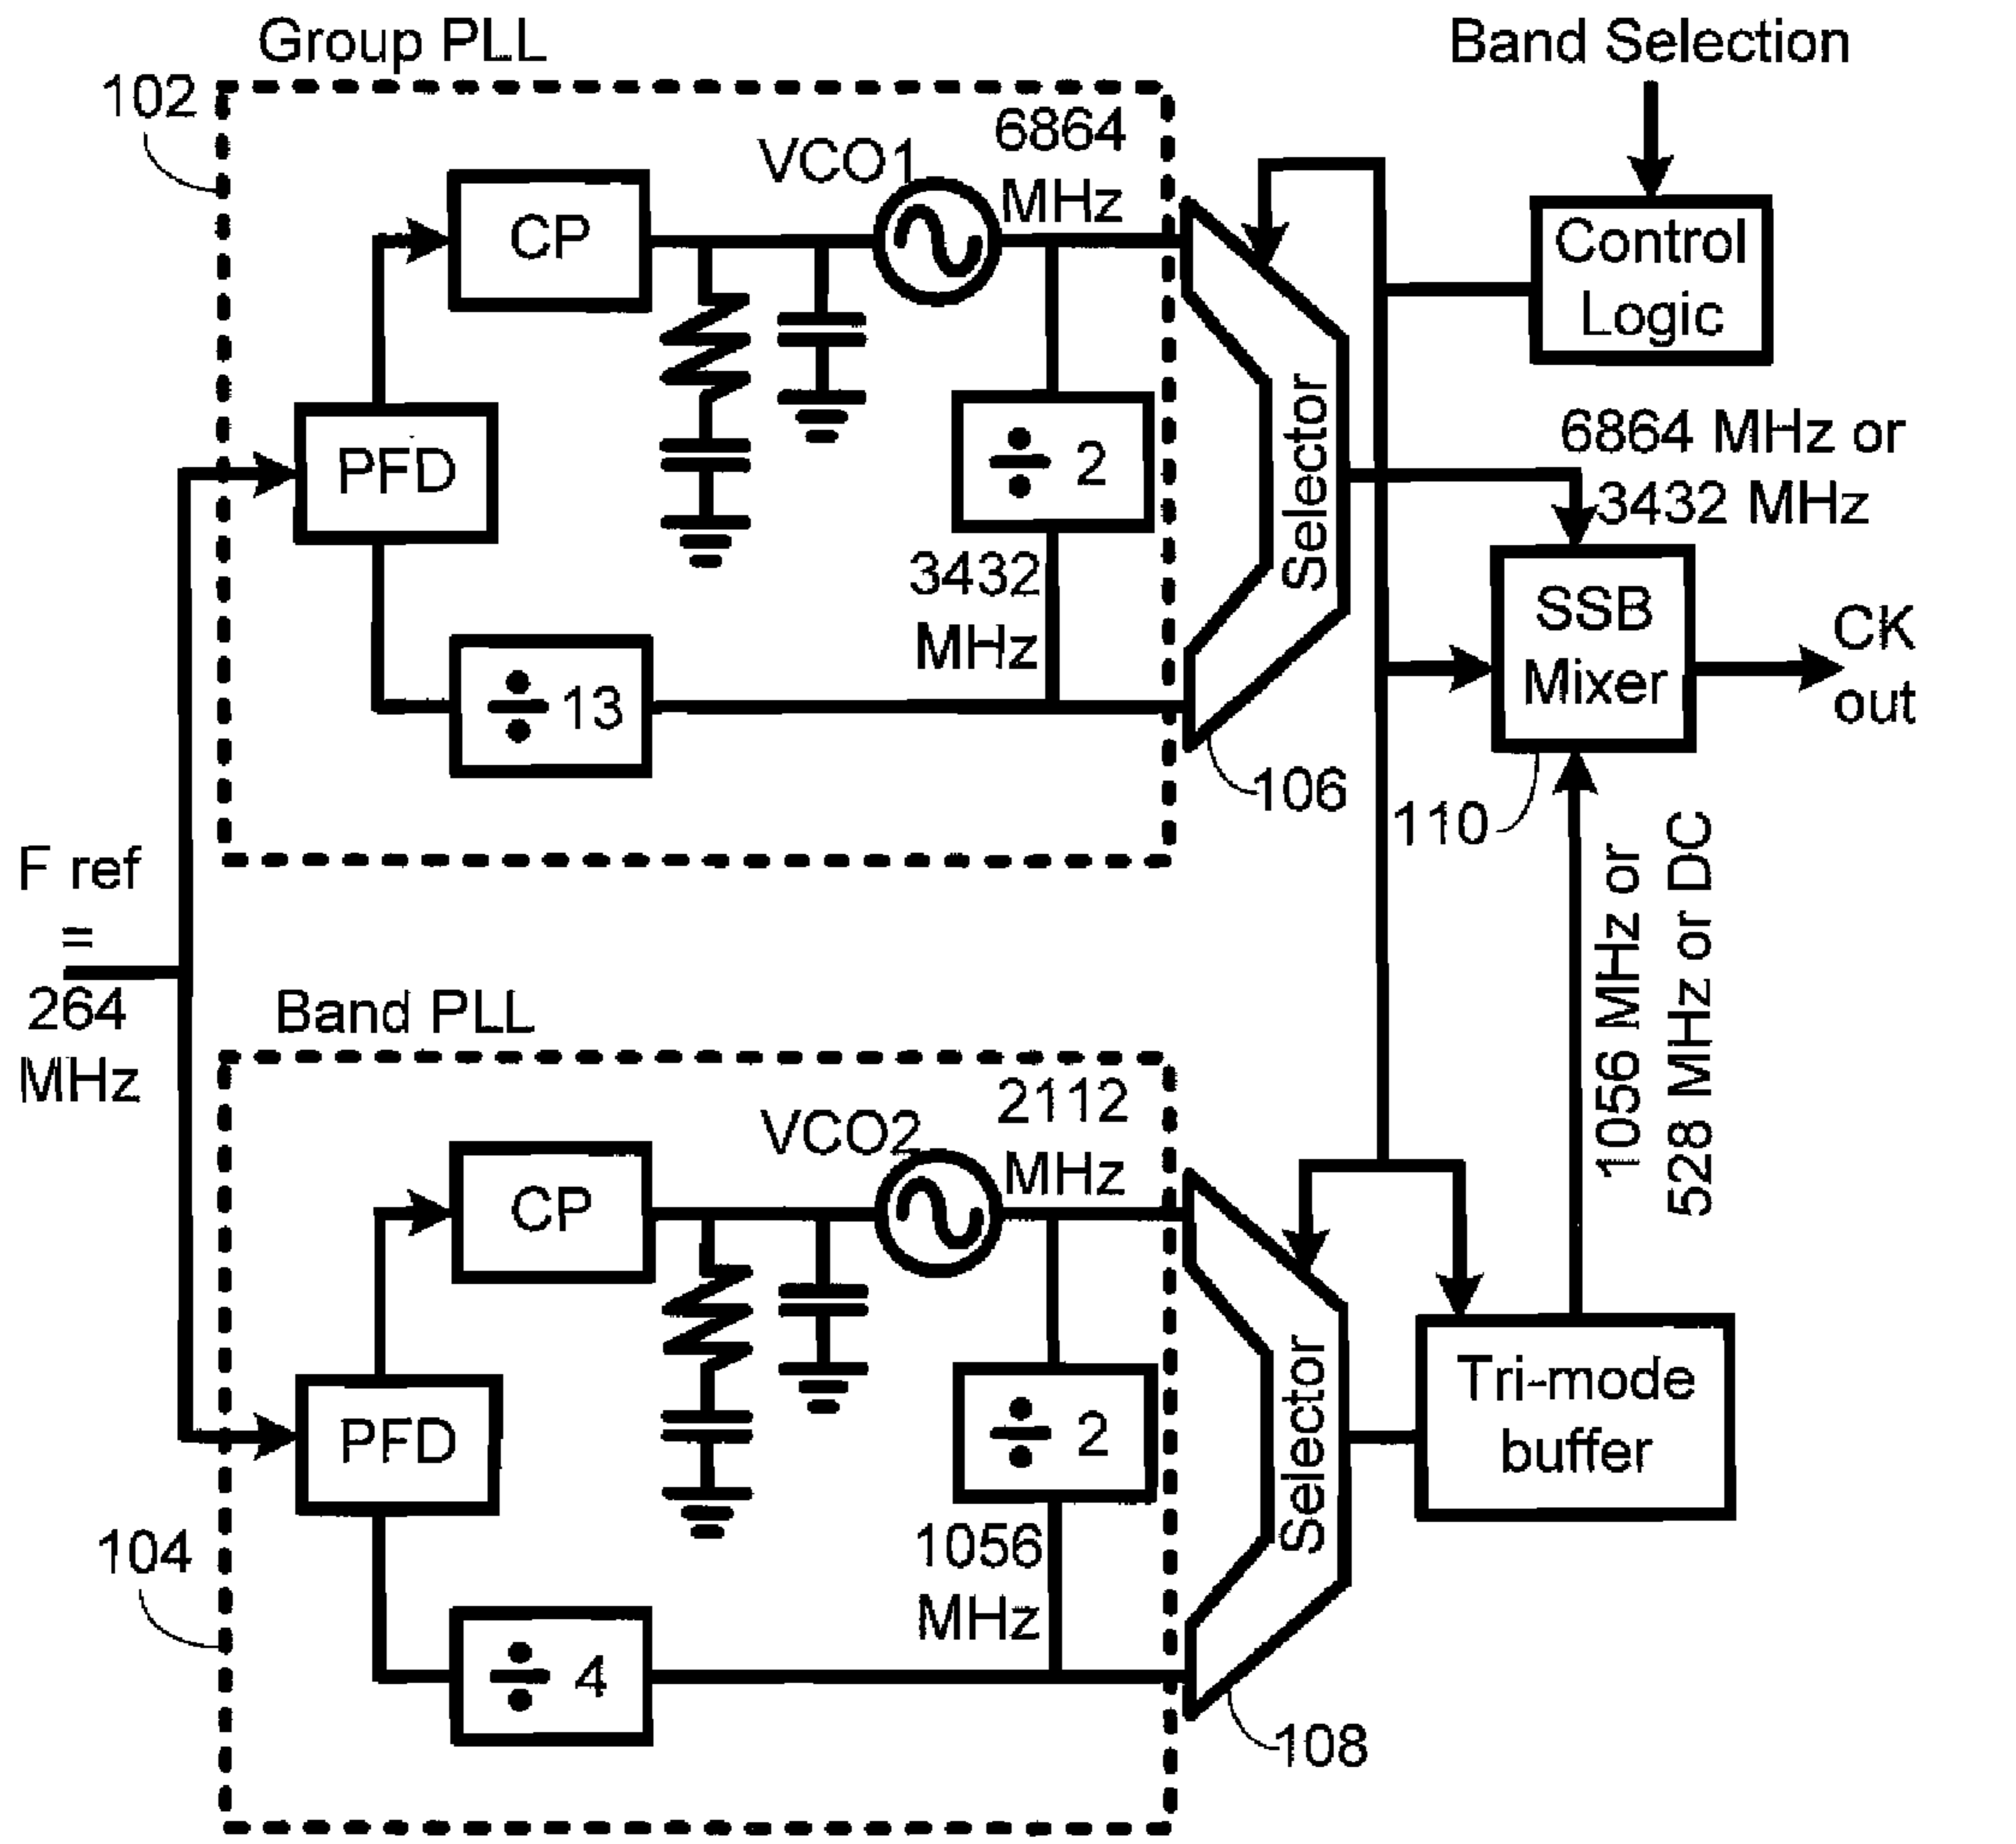 Group PLL
Band Selection
102
6864
MHz
VCO1
CP
Control
Logic
PFD
÷ 2
Selector
6864 MHz or
3432 MHz
3432
MHz
SSB
Mixer
CK
out
÷ 13
106
110
F ref
=
264
MHz
1056 MHz or
528 MHz or DC
Band PLL
2112
MHz
VCO2
CP
PFD
÷ 2
Selector
Tri-mode
buffer
104
1056
MHz
÷ 4
108